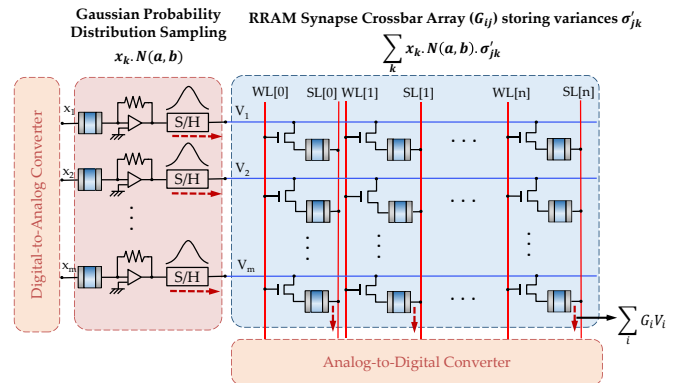 Gaussian Probability
Distribution Sampling
x_k. N(a, b)
RRAM Synapse Crossbar Array (G_ij) storing variances σ'_jk
∑_k x_k. N(a, b). σ'_jk
WL[0] SL[0] WL[1] SL[1] WL[n] SL[n]
Digital-to-Analog Converter
x_1 S/H V_1
. . .
x_2 S/H V_2
. . .
x_m S/H V_m
. . .
∑_i G_i V_i
Analog-to-Digital Converter